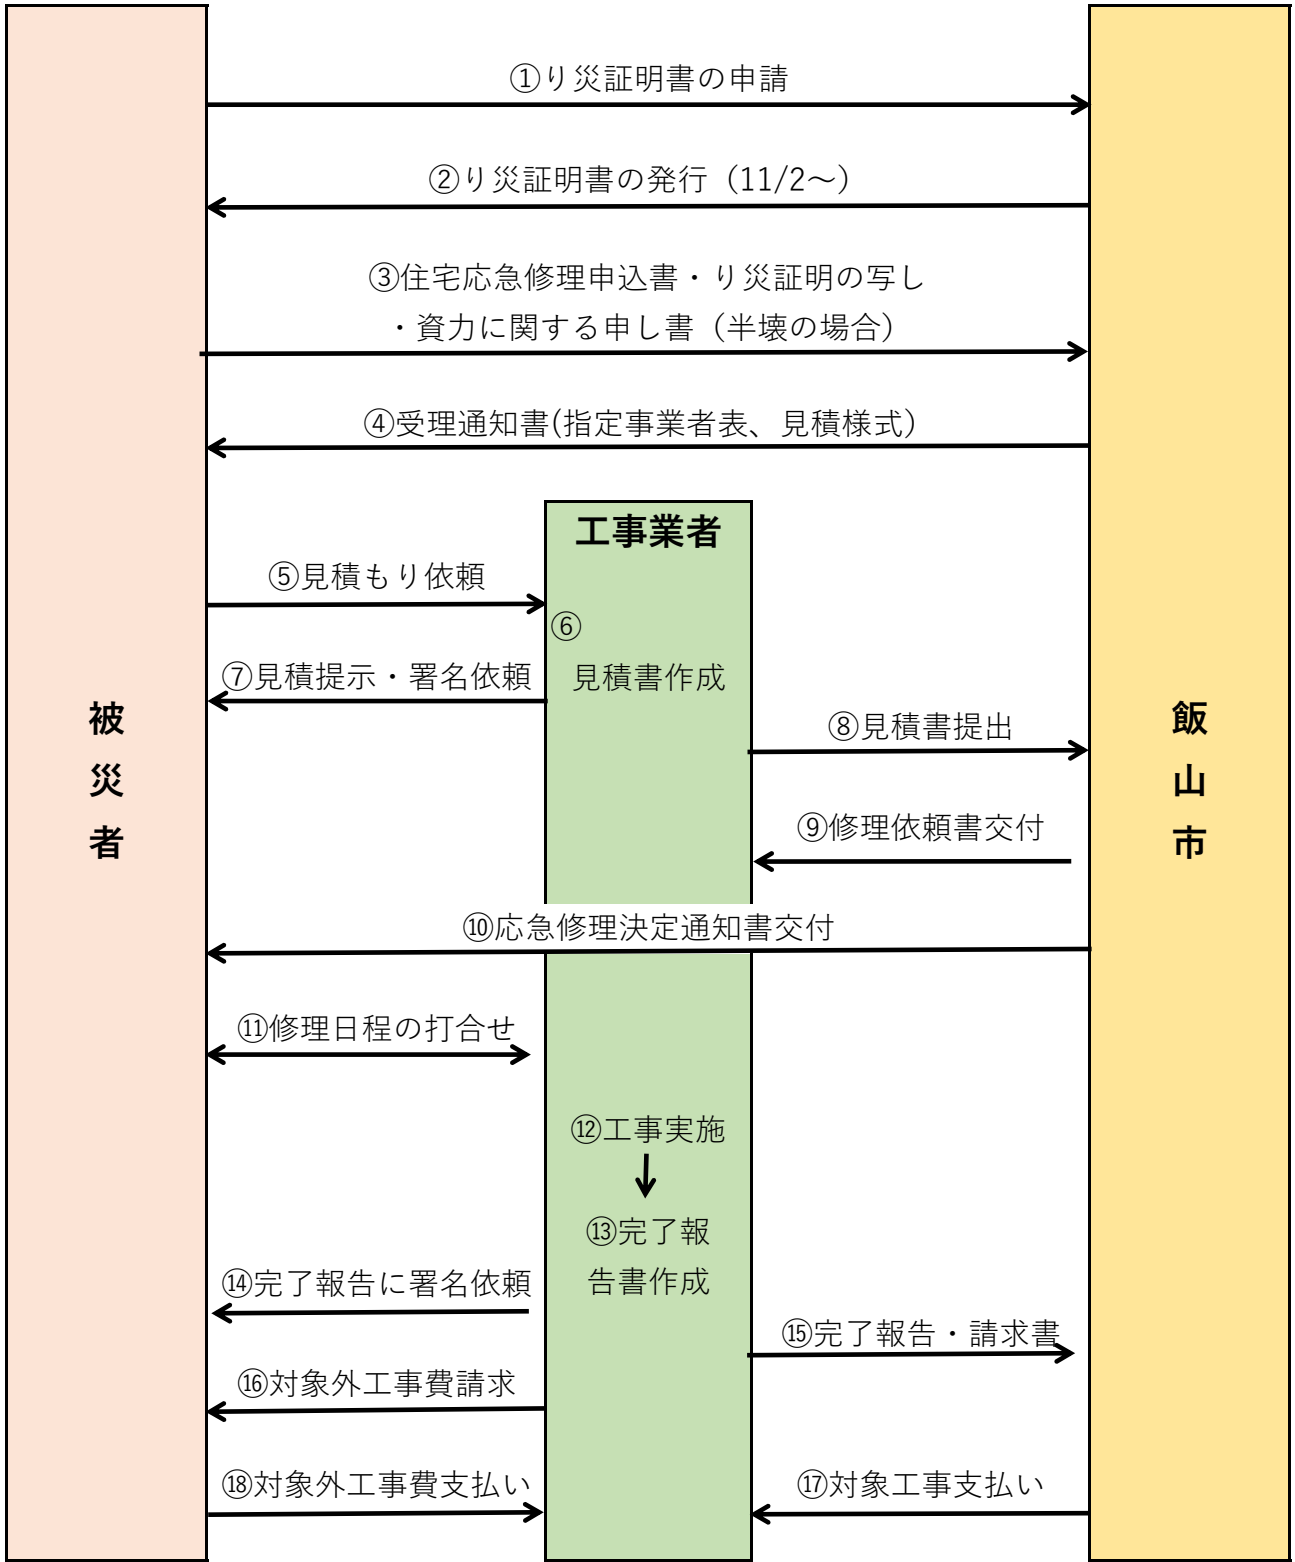 ①り災証明書の申請
②り災証明書の発行（11/2～）
③住宅応急修理申込書・り災証明の写し
・資力に関する申し書（半壊の場合）
④受理通知書(指定事業者表、見積様式）
工事業者
⑤見積もり依頼
⑥
⑦見積提示・署名依頼
見積書作成
被災者
飯山市
⑧見積書提出
⑨修理依頼書交付
⑩応急修理決定通知書交付
⑪修理日程の打合せ
⑫工事実施
⑬完了報
告書作成
⑭完了報告に署名依頼
⑮完了報告・請求書
⑯対象外工事費請求
⑱対象外工事費支払い
⑰対象工事支払い